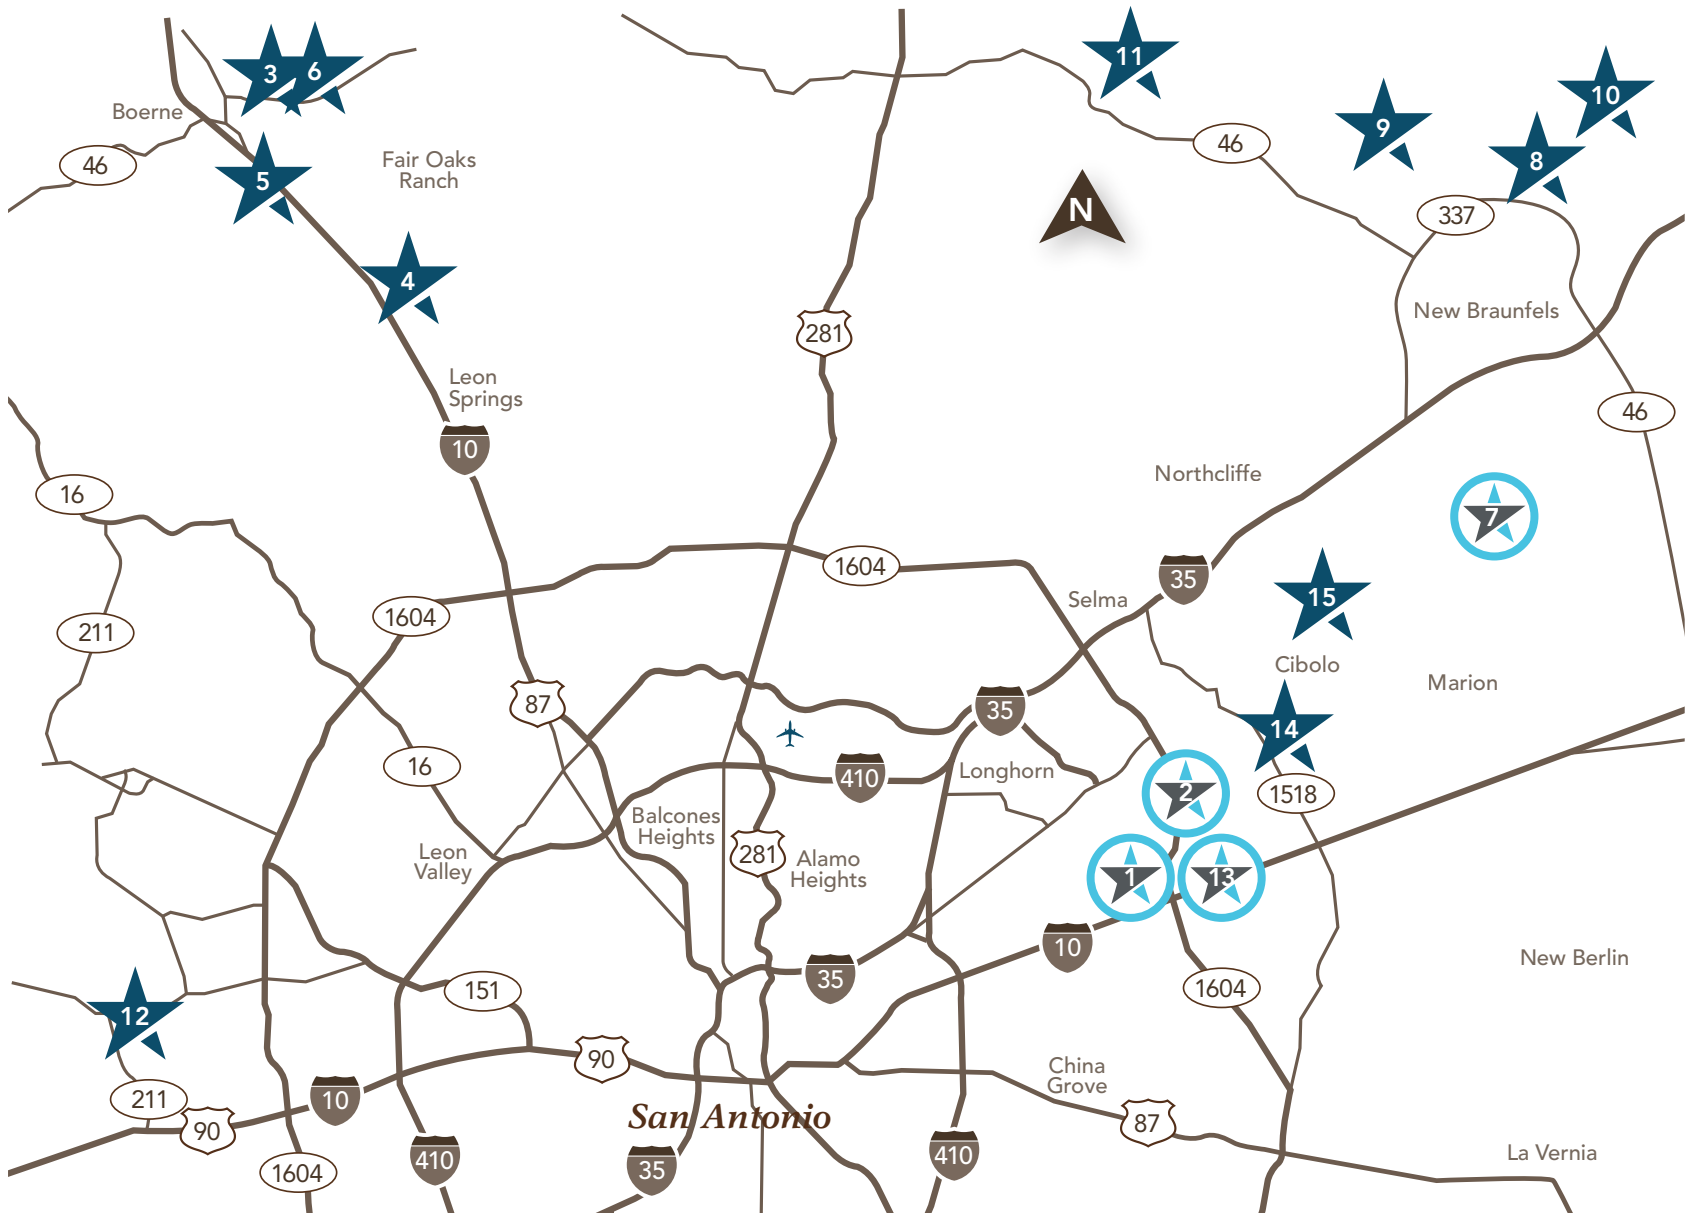 3
6
11
10
Boerne
9
46
46
Fair Oaks
Ranch
8
5
N
337
4
New Braunfels
281
Leon
Springs
46
10
Northcliffe
16
7
1604
35
Selma
15
1604
211
Cibolo
Marion
87
35
14
16
410
Longhorn
2
1518
Balcones
Heights
281
Leon
Valley
Alamo
Heights
1
13
10
35
New Berlin
151
1604
12
90
China
Grove
211
10
San Antonio
90
87
410
410
35
La Vernia
1604